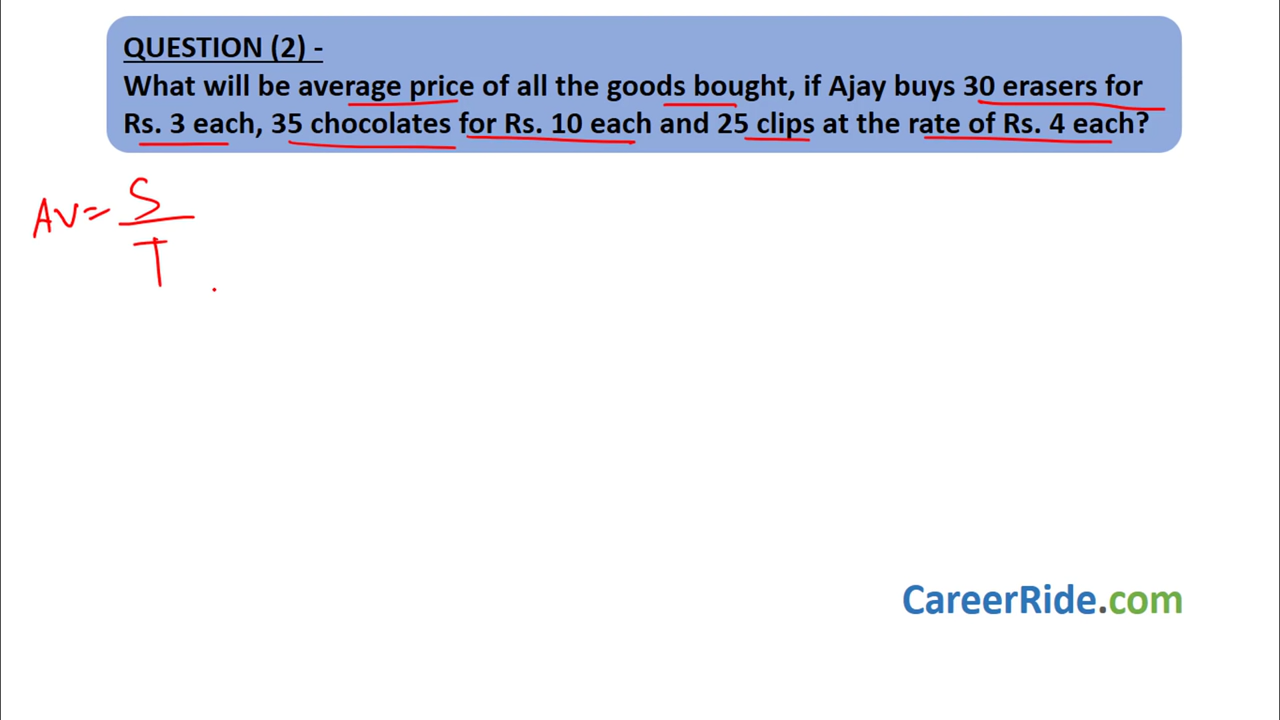 QUESTION (2) -
What will be average price of all the goods bought, if Ajay buys 30 erasers for
Rs. 3 each, 35 chocolates for Rs. 10 each and 25 clips at the rate of Rs. 4 each?
AV = S
T
CareerRide.com